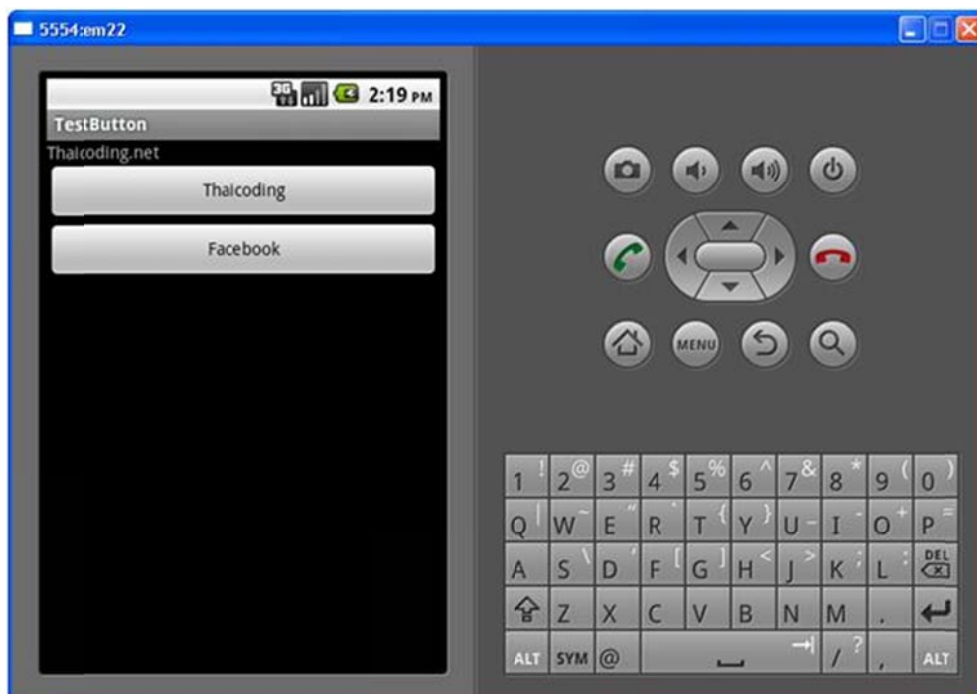 5554:em22
3G 2:19 PM
TestButton
Thaicoding.net
Thaicoding
Facebook
MENU
1 ! 2 @ 3 # 4 $ 5 % 6 ^ 7 & 8 * 9 ( 0 )
Q | W ~ E " R ` T { Y } U _ I - O + P =
A S \ D ' F [ G ] H < J > K ; L : DEL
Z X C V B N M .
ALT SYM @ / ? , ALT